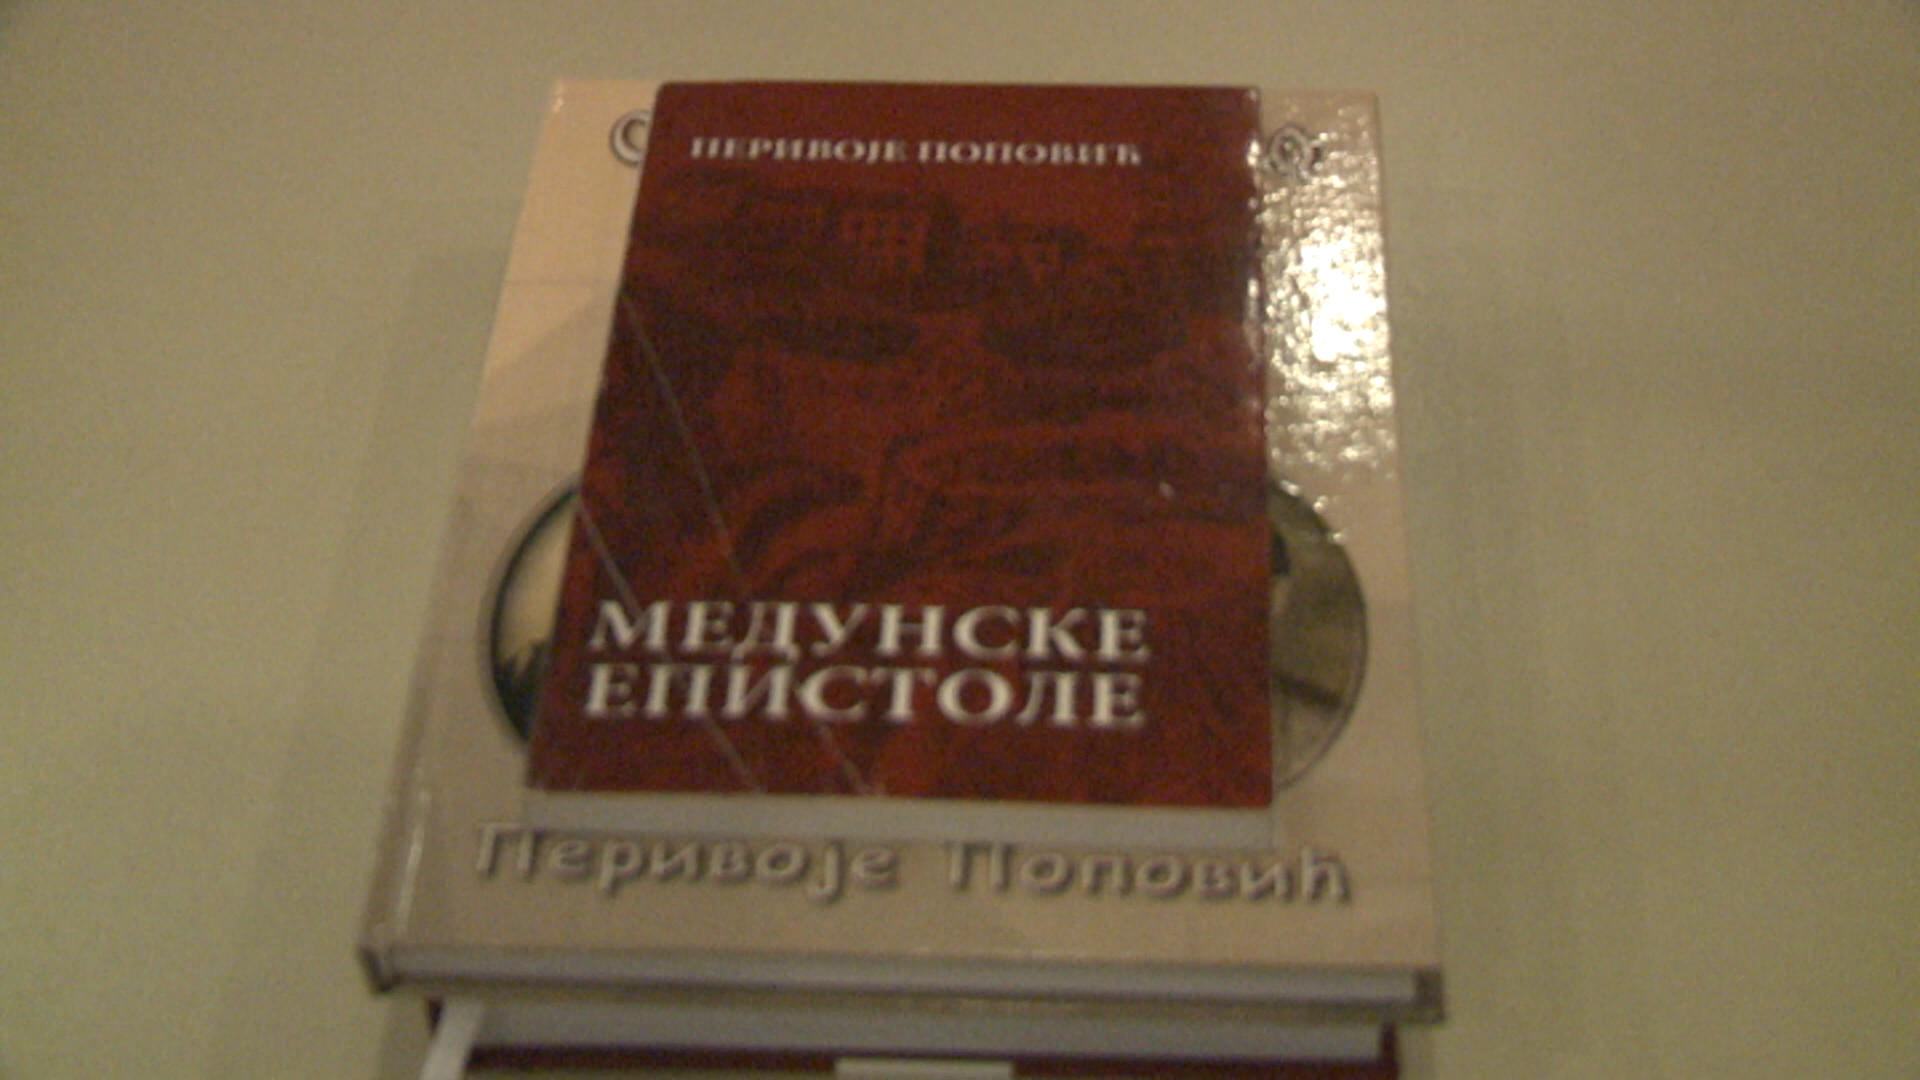 ПЕРИВОЈЕ ПОПОВИЋ
МЕДУНСКЕ
ЕПИСТОЛЕ
Перивоје Поповић